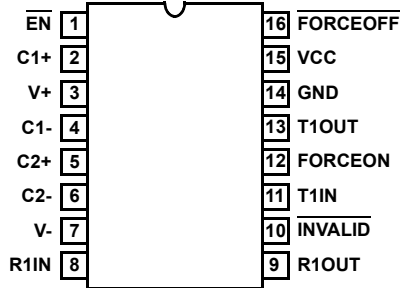 EN 1 16 FORCEOFF
C1+ 2 15 VCC
V+ 3 14 GND
C1- 4 13 T1OUT
C2+ 5 12 FORCEON
C2- 6 11 T1IN
V- 7 10 INVALID
R1IN 8 9 R1OUT